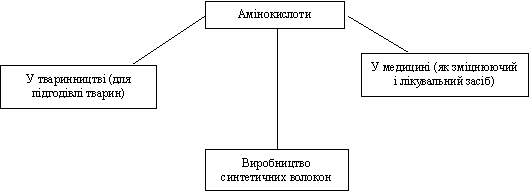 Амінокислоти
У тваринництві (для
підгодівлі тварин)
У медицині (як зміцнюючий
і лікувальний засіб)
Виробництво
синтетичних волокон